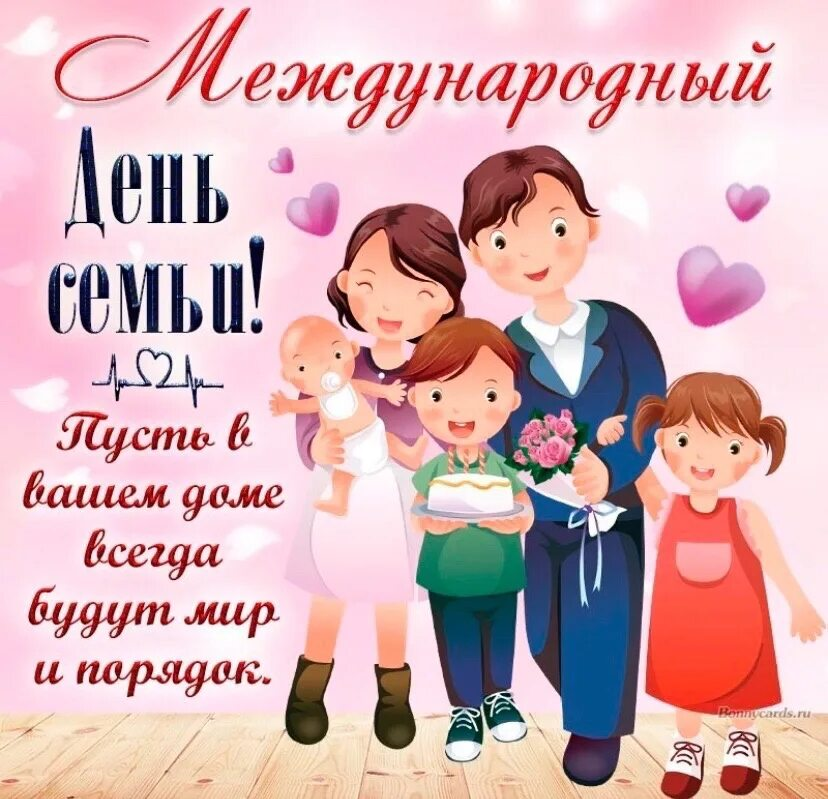 Международный
День
семьи!
Пусть в
вашем доме
всегда
будут мир
и порядок.
Bonnycards.ru